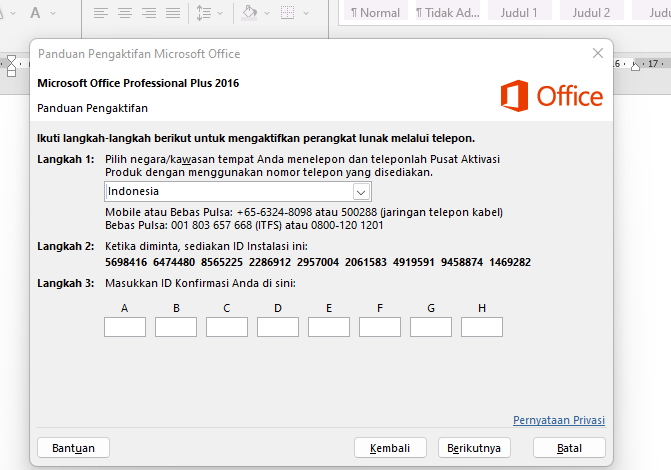 ¶ Normal ¶ Tidak Ad... Judul 1 Judul 2 Judu
16 · 17 ·
Panduan Pengaktifan Microsoft Office
Microsoft Office Professional Plus 2016
Panduan Pengaktifan
Office
Ikuti langkah-langkah berikut untuk mengaktifkan perangkat lunak melalui telepon.
Langkah 1: Pilih negara/kawasan tempat Anda menelepon dan teleponlah Pusat Aktivasi
Produk dengan menggunakan nomor telepon yang disediakan.
Indonesia
Mobile atau Bebas Pulsa: +65-6324-8098 atau 500288 (jaringan telepon kabel)
Bebas Pulsa: 001 803 657 668 (ITFS) atau 0800-120 1201
Langkah 2: Ketika diminta, sediakan ID Instalasi ini:
5698416 6474480 8565225 2286912 2957004 2061583 4919591 9458874 1469282
Langkah 3: Masukkan ID Konfirmasi Anda di sini:
A B C D E F G H
Pernyataan Privasi
Bantuan Kembali Berikutnya Batal